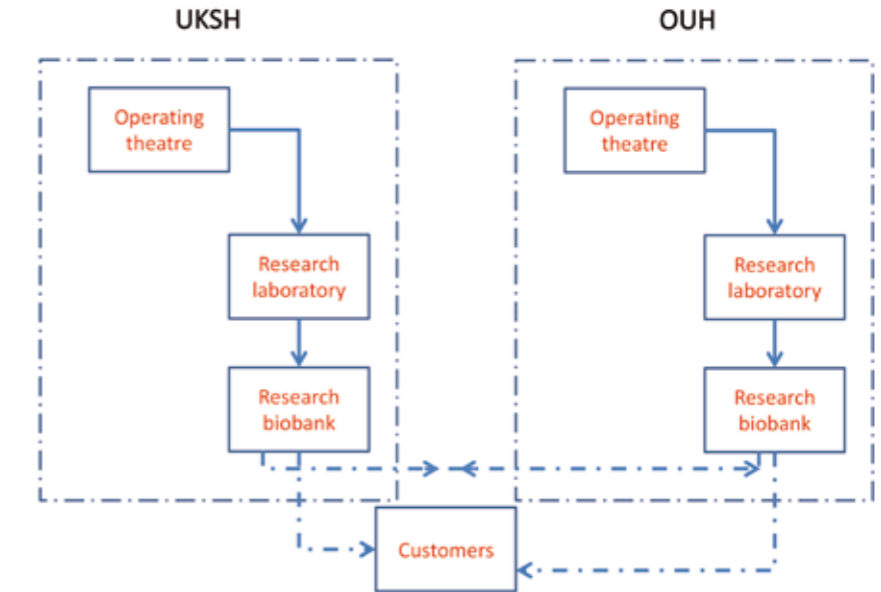 UKSH
OUH
Operating
theatre
Research
laboratory
Research
biobank
Operating
theatre
Research
laboratory
Research
biobank
Customers